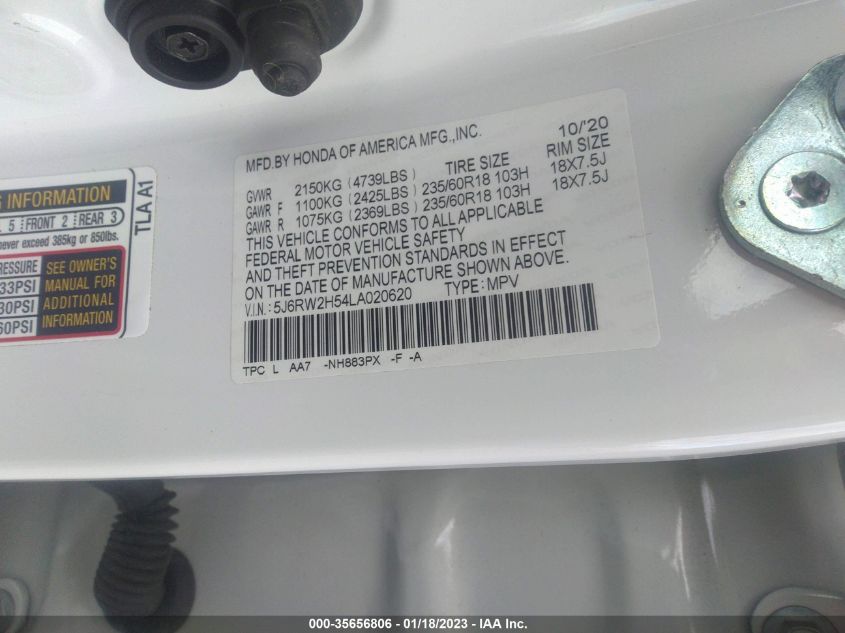 MFD.BY HONDA OF AMERICA MFG.,INC. 10/'20
GVWR 2150KG (4739LBS) TIRE SIZE RIM SIZE
GAWR F 1100KG (2425LBS) 235/60R18 103H 18X7.5J
GAWR R 1075KG (2369LBS) 235/60R18 103H 18X7.5J
THIS VEHICLE CONFORMS TO ALL APPLICABLE
FEDERAL MOTOR VEHICLE SAFETY
AND THEFT PREVENTION STANDARDS IN EFFECT
ON THE DATE OF MANUFACTURE SHOWN ABOVE.
V.I.N.:5J6RW2H54LA020620 TYPE:MPV
TPC L AA7 -NH883PX -F -A
INFORMATION
5 FRONT 2 REAR 3
never exceed 385kg or 850lbs.
PRESSURE SEE OWNER'S
33PSI MANUAL FOR
30PSI ADDITIONAL
60PSI INFORMATION
TLA A1
000-35656806 - 01/18/2023 - IAA Inc.